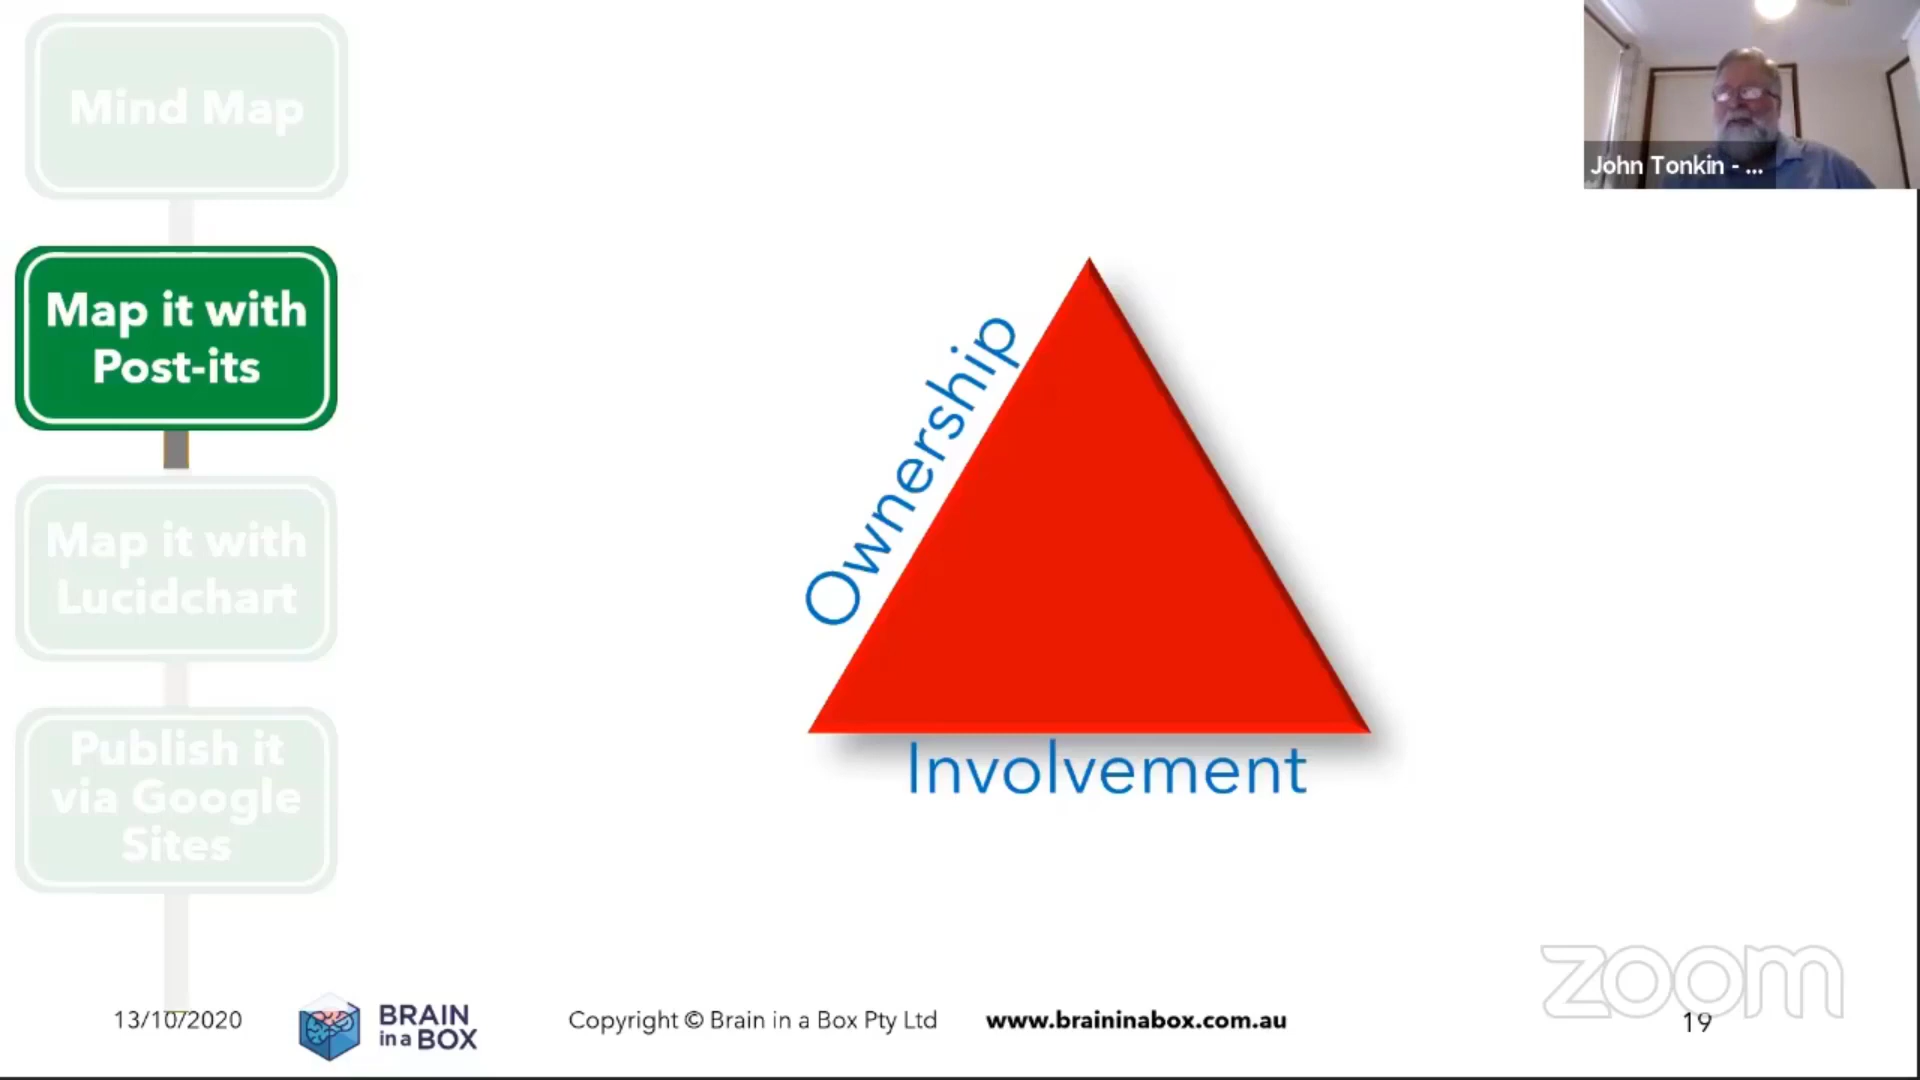 Mind Map
Map it with
Post-its
Map it with
Lucidchart
Publish it
via Google
Sites
Ownership
Involvement
John Tonkin - ...
13/10/2020
BRAIN
in a BOX
Copyright © Brain in a Box Pty Ltd
www.braininabox.com.au
zoom
19